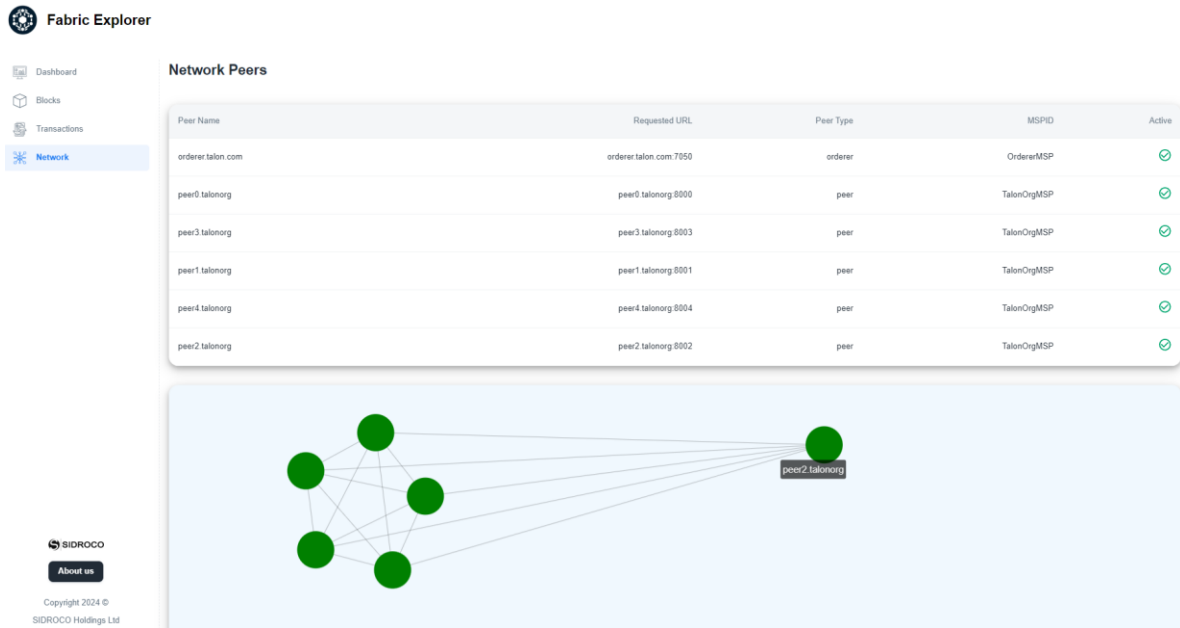 Fabric Explorer
Dashboard
Blocks
Transactions
Network
Network Peers
Peer Name Requested URL Peer Type MSPID Active
orderer.talon.com orderer.talon.com:7050 orderer OrdererMSP
peer0.talonorg peer0.talonorg:8000 peer TalonOrgMSP
peer3.talonorg peer3.talonorg:8003 peer TalonOrgMSP
peer1.talonorg peer1.talonorg:8001 peer TalonOrgMSP
peer4.talonorg peer4.talonorg:8004 peer TalonOrgMSP
peer2.talonorg peer2.talonorg:8002 peer TalonOrgMSP
peer2.talonorg
SIDROCO
About us
Copyright 2024 ©
SIDROCO Holdings Ltd